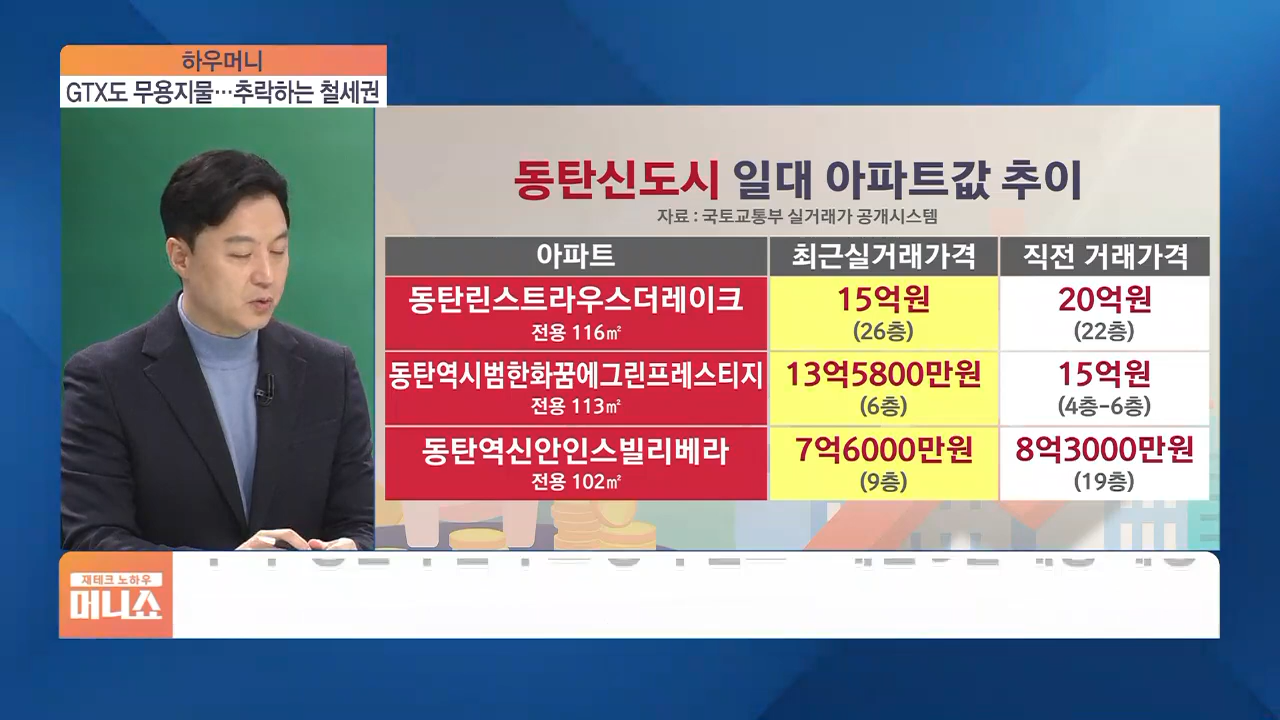 하우머니
GTX도 무용지물…추락하는 철세권
동탄신도시 일대 아파트값 추이
자료 : 국토교통부 실거래가 공개시스템
아파트 최근실거래가격 직전 거래가격
동탄린스트라우스더레이크 15억원 20억원
전용 116㎡ (26층) (22층)
동탄역시범한화꿈에그린프레스티지 13억5800만원 15억원
전용 113㎡ (6층) (4층-6층)
동탄역신안인스빌리베라 7억6000만원 8억3000만원
전용 102㎡ (9층) (19층)
재테크 노하우
머니쇼